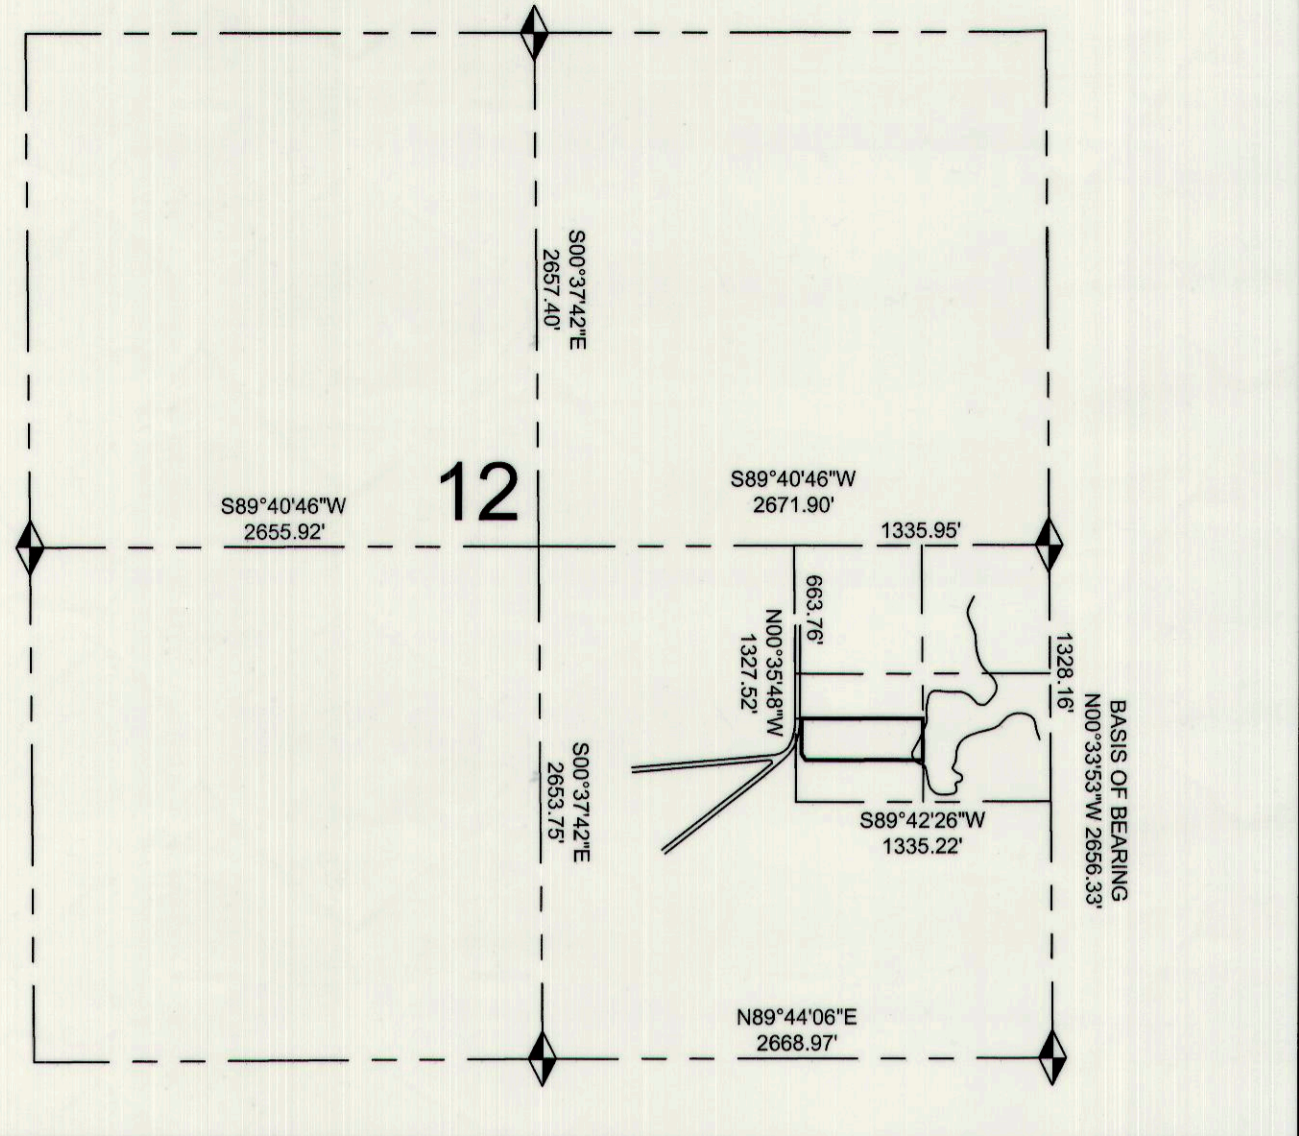 S00°37'42"E
2657.40'
12
S89°40'46"W
2655.92'
S89°40'46"W
2671.90'
1335.95'
663.76'
N00°35'48"W
1327.52'
1328.16'
BASIS OF BEARING
N00°33'53"W 2656.33'
S00°37'42"E
2653.75'
S89°42'26"W
1335.22'
N89°44'06"E
2668.97'